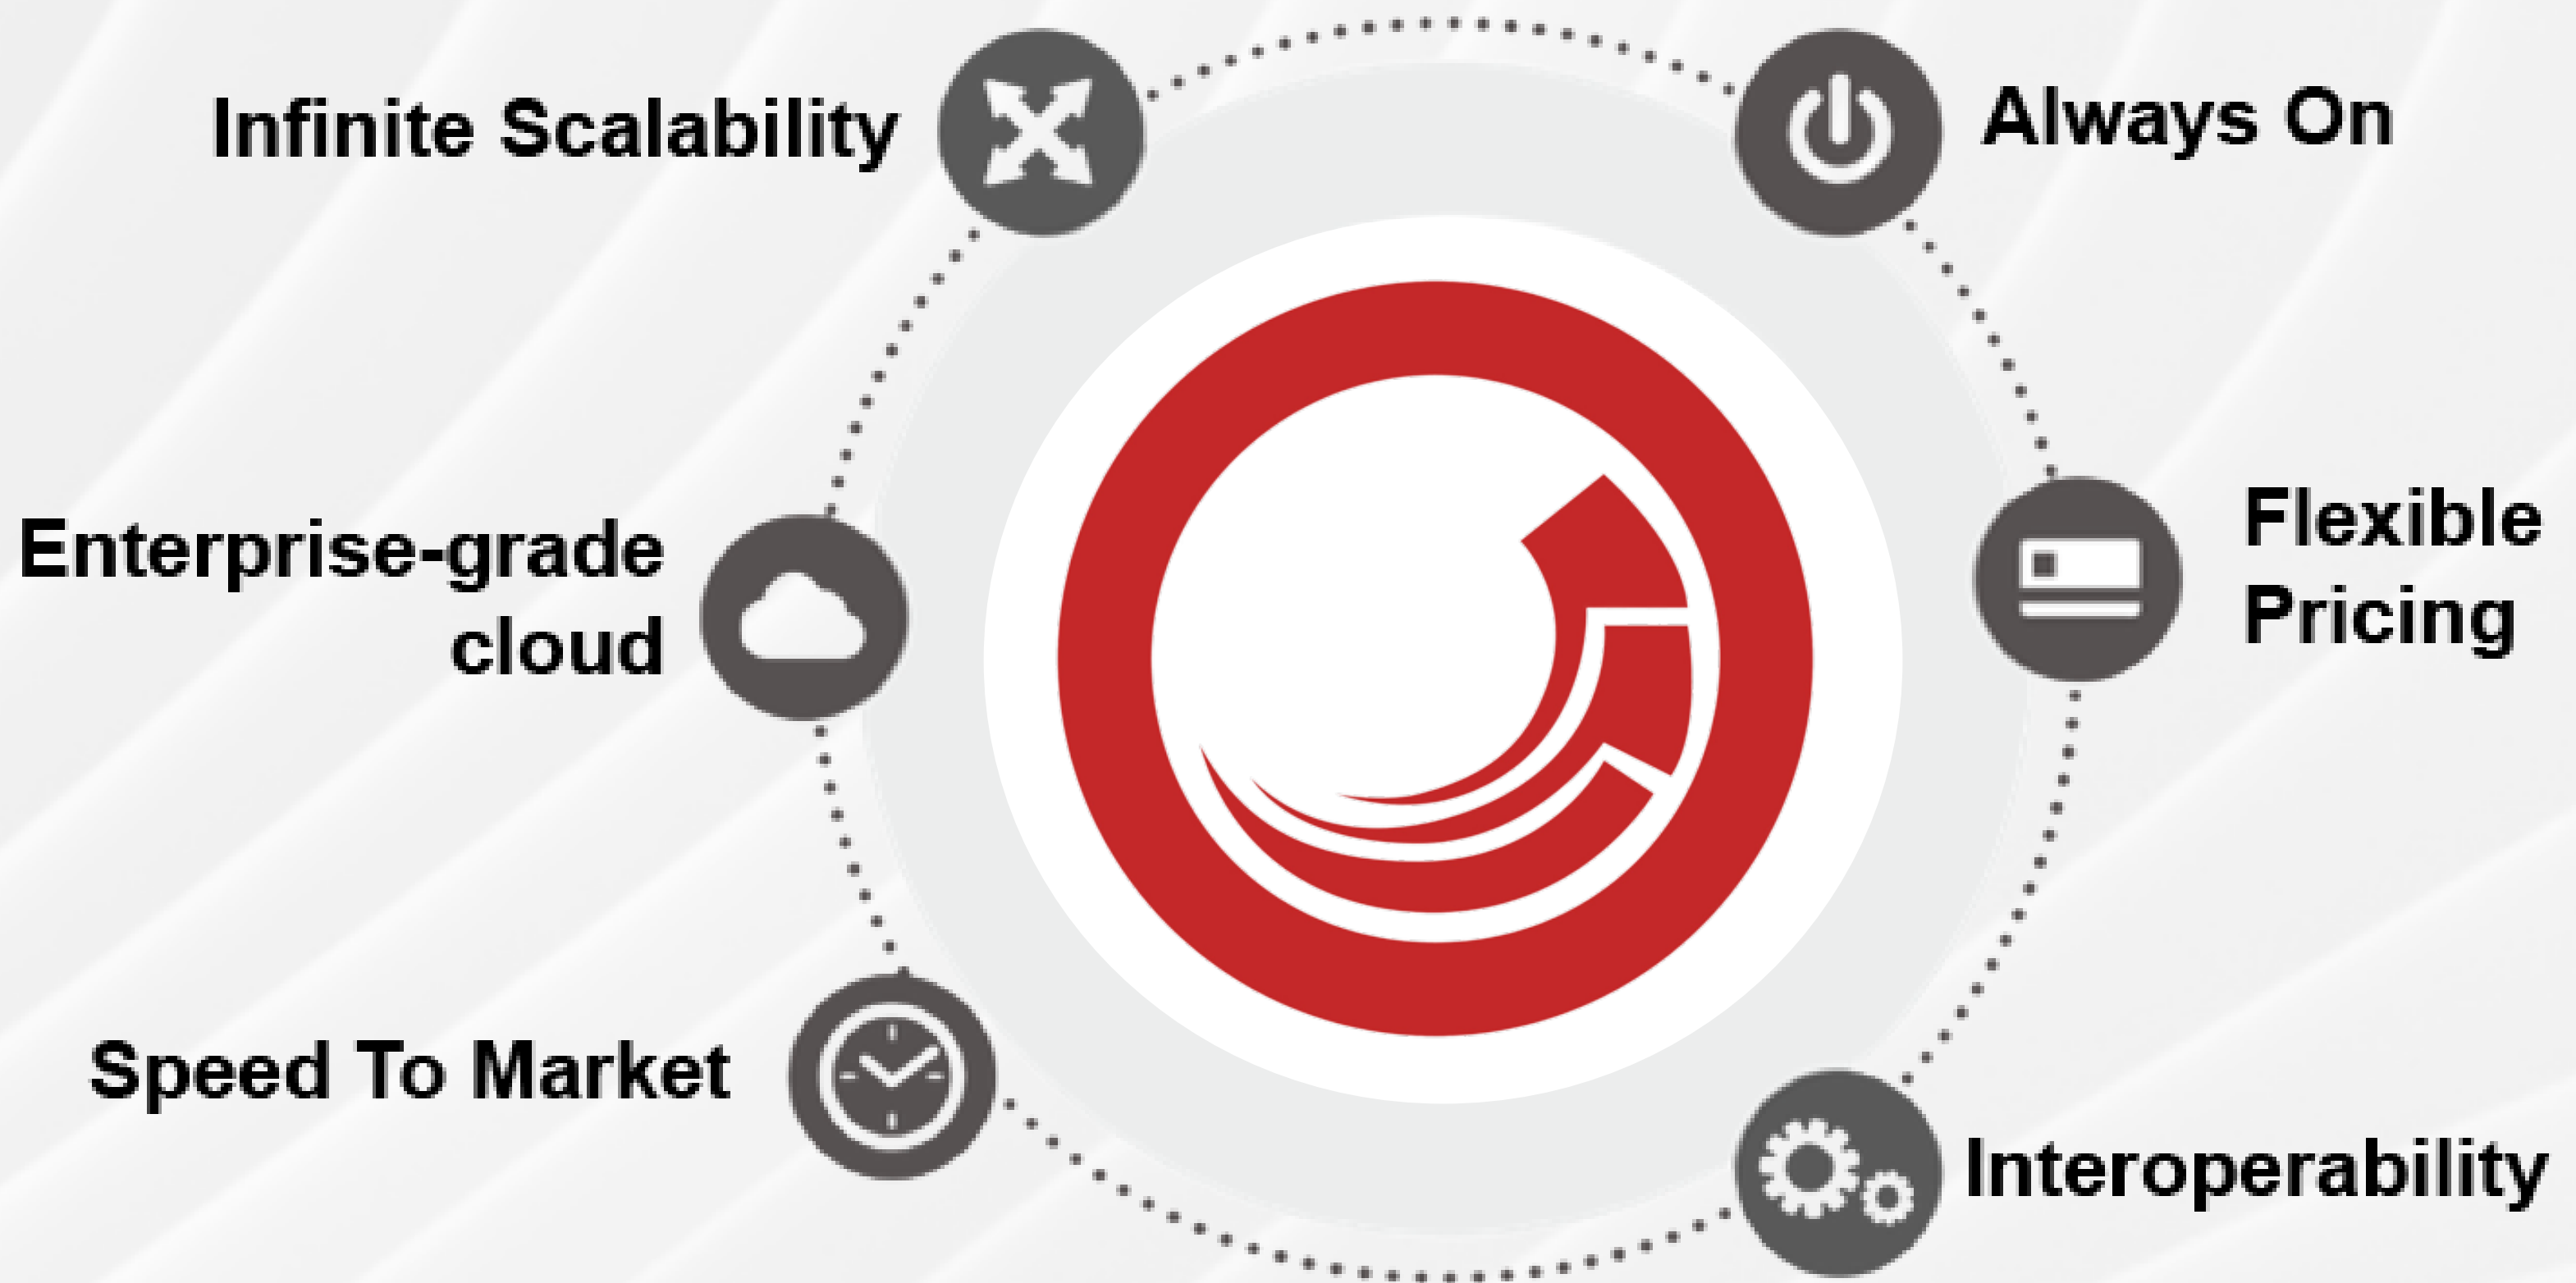 Infinite Scalability
Always On
Enterprise-grade
cloud
Flexible
Pricing
Speed To Market
Interoperability